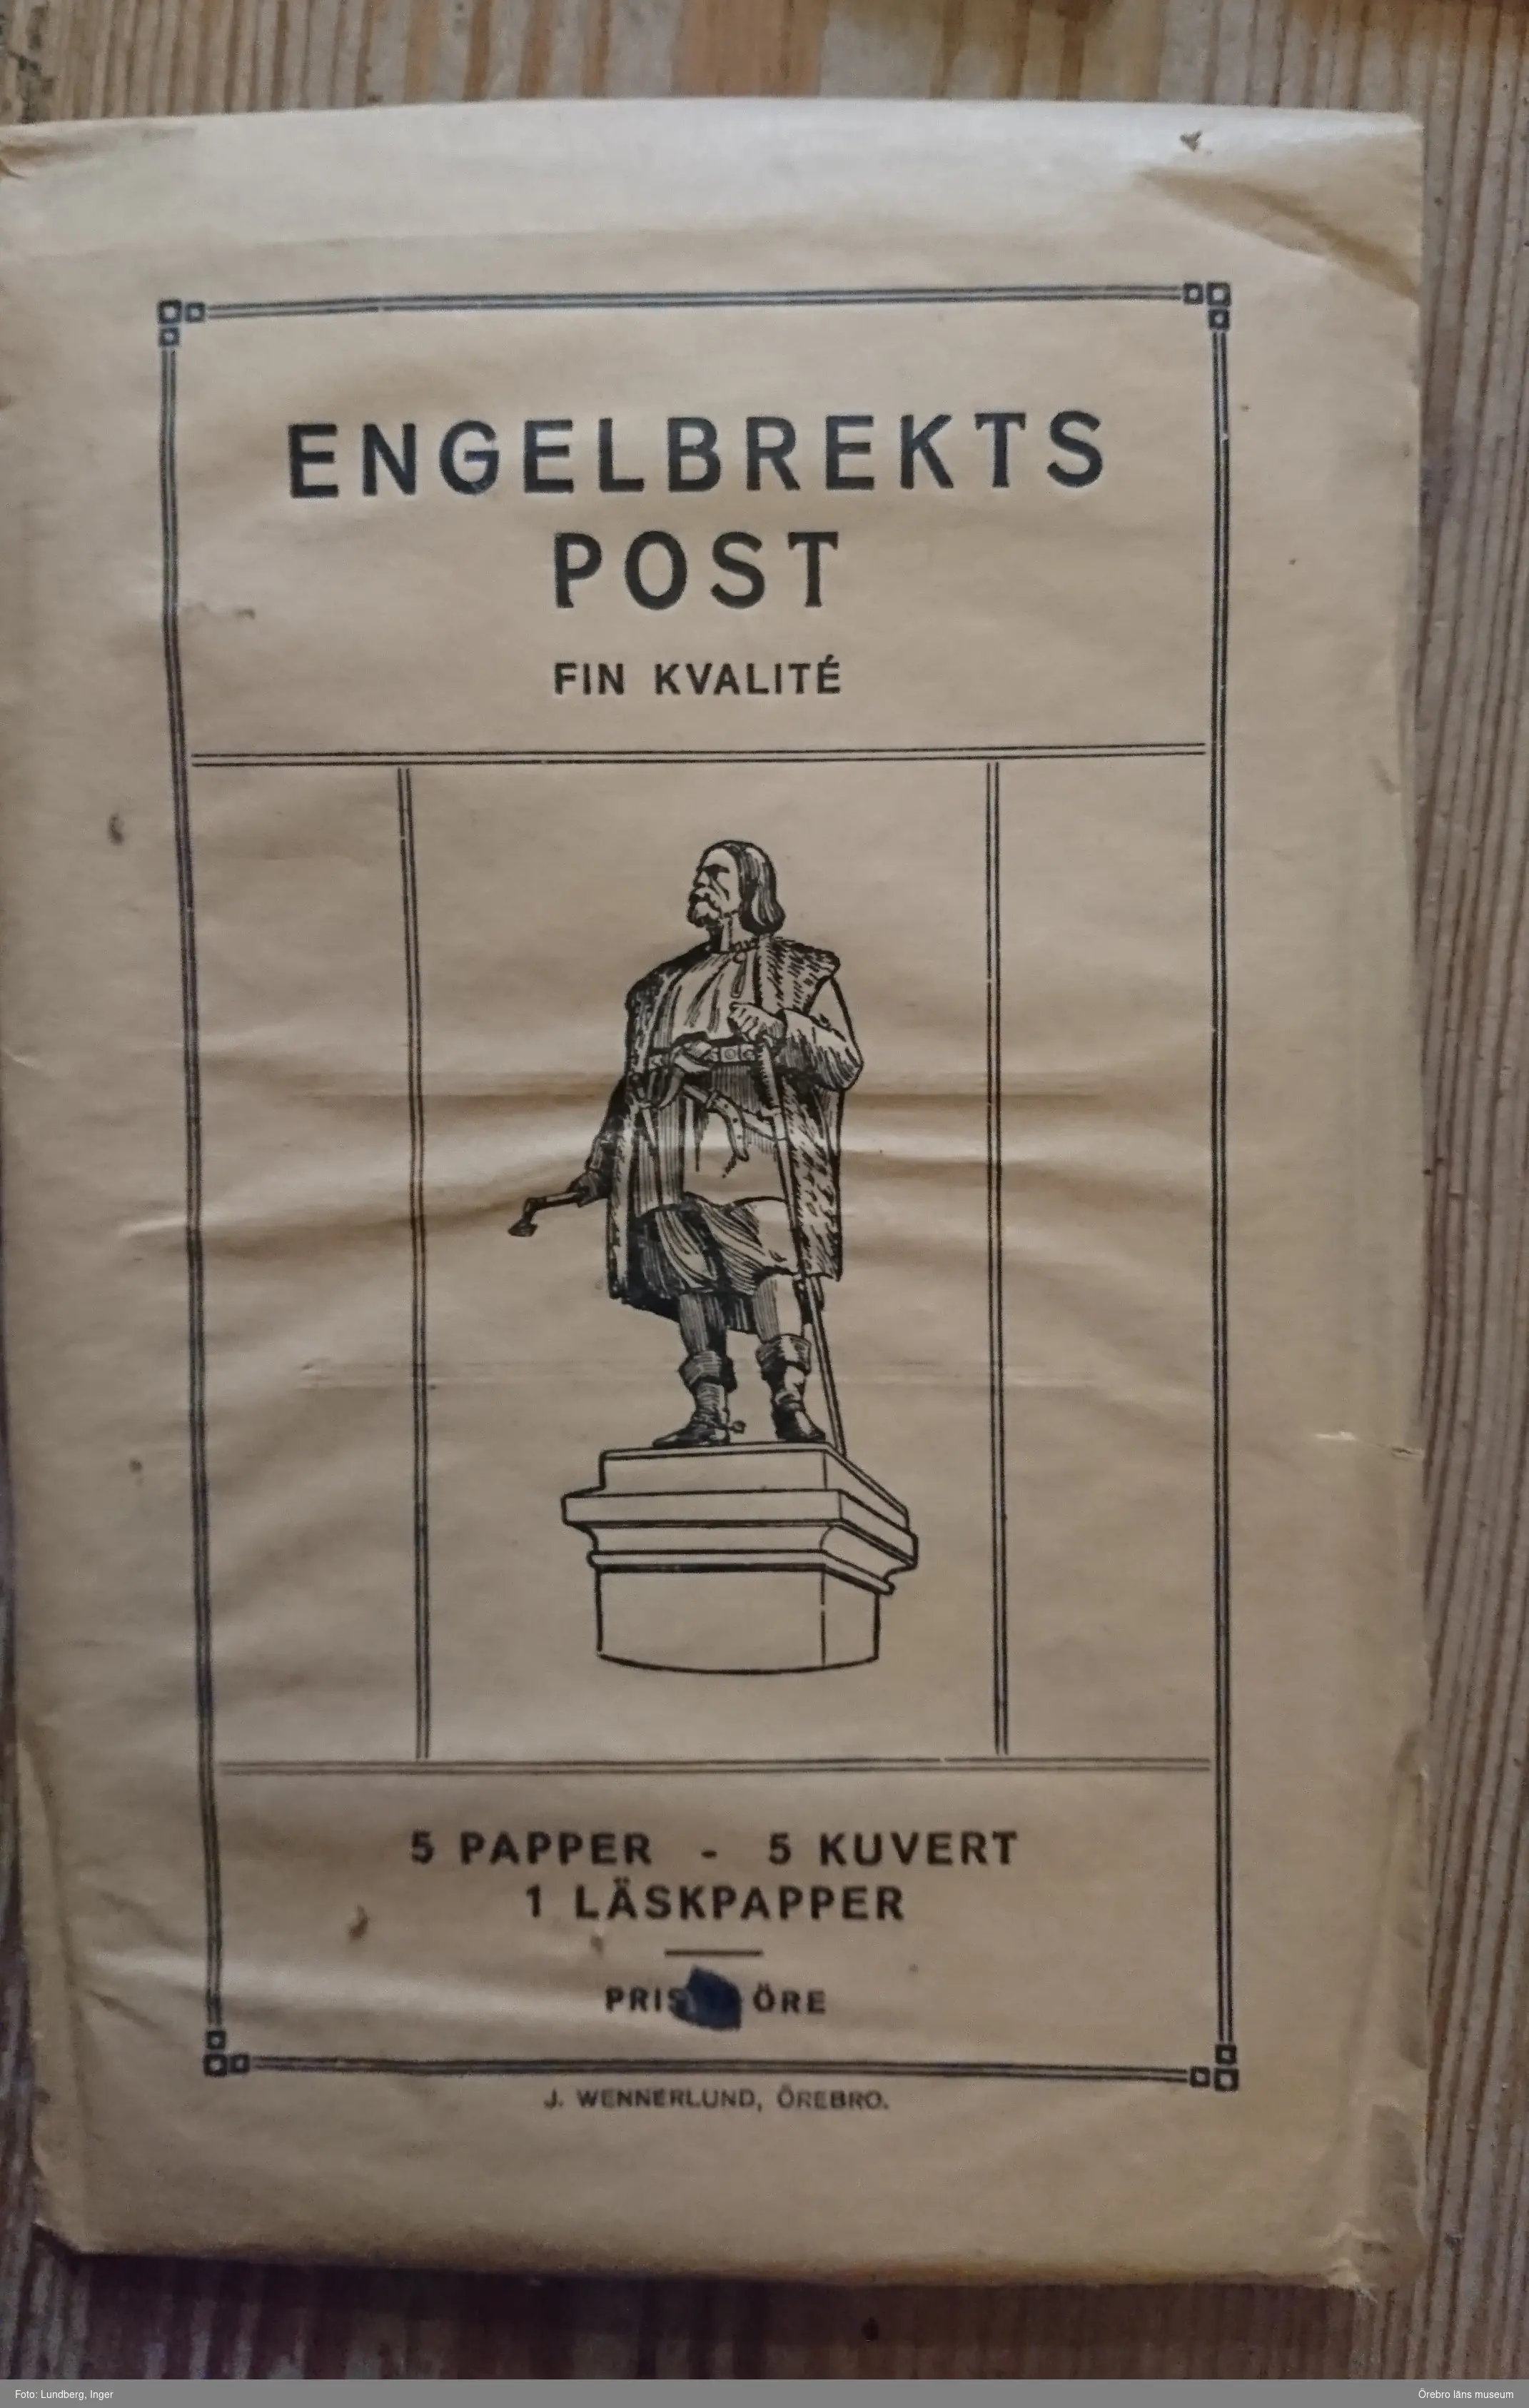 ENGELBREKTS
POST
FIN KVALITÉ
5 PAPPER - 5 KUVERT
1 LÄSKPAPPER
PRIS ÖRE
J. WENNERLUND, ÖREBRO.
Foto: Lundberg, Inger
Örebro läns museum